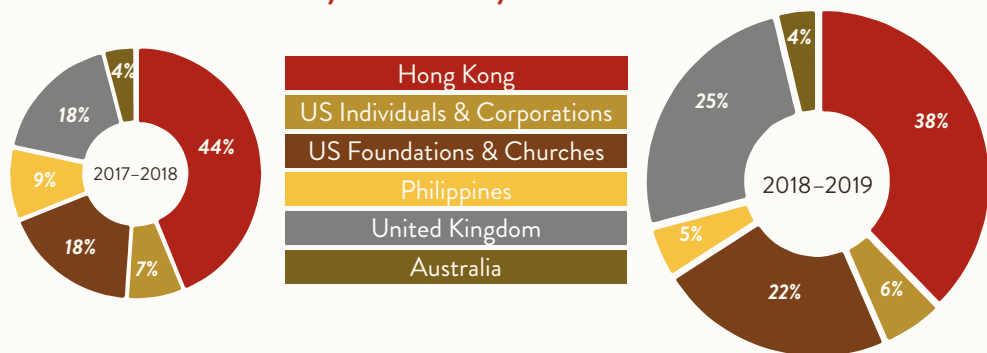 44%
7%
18%
9%
18%
4%
2017–2018
Hong Kong
US Individuals & Corporations
US Foundations & Churches
Philippines
United Kingdom
Australia
38%
6%
22%
5%
25%
4%
2018–2019